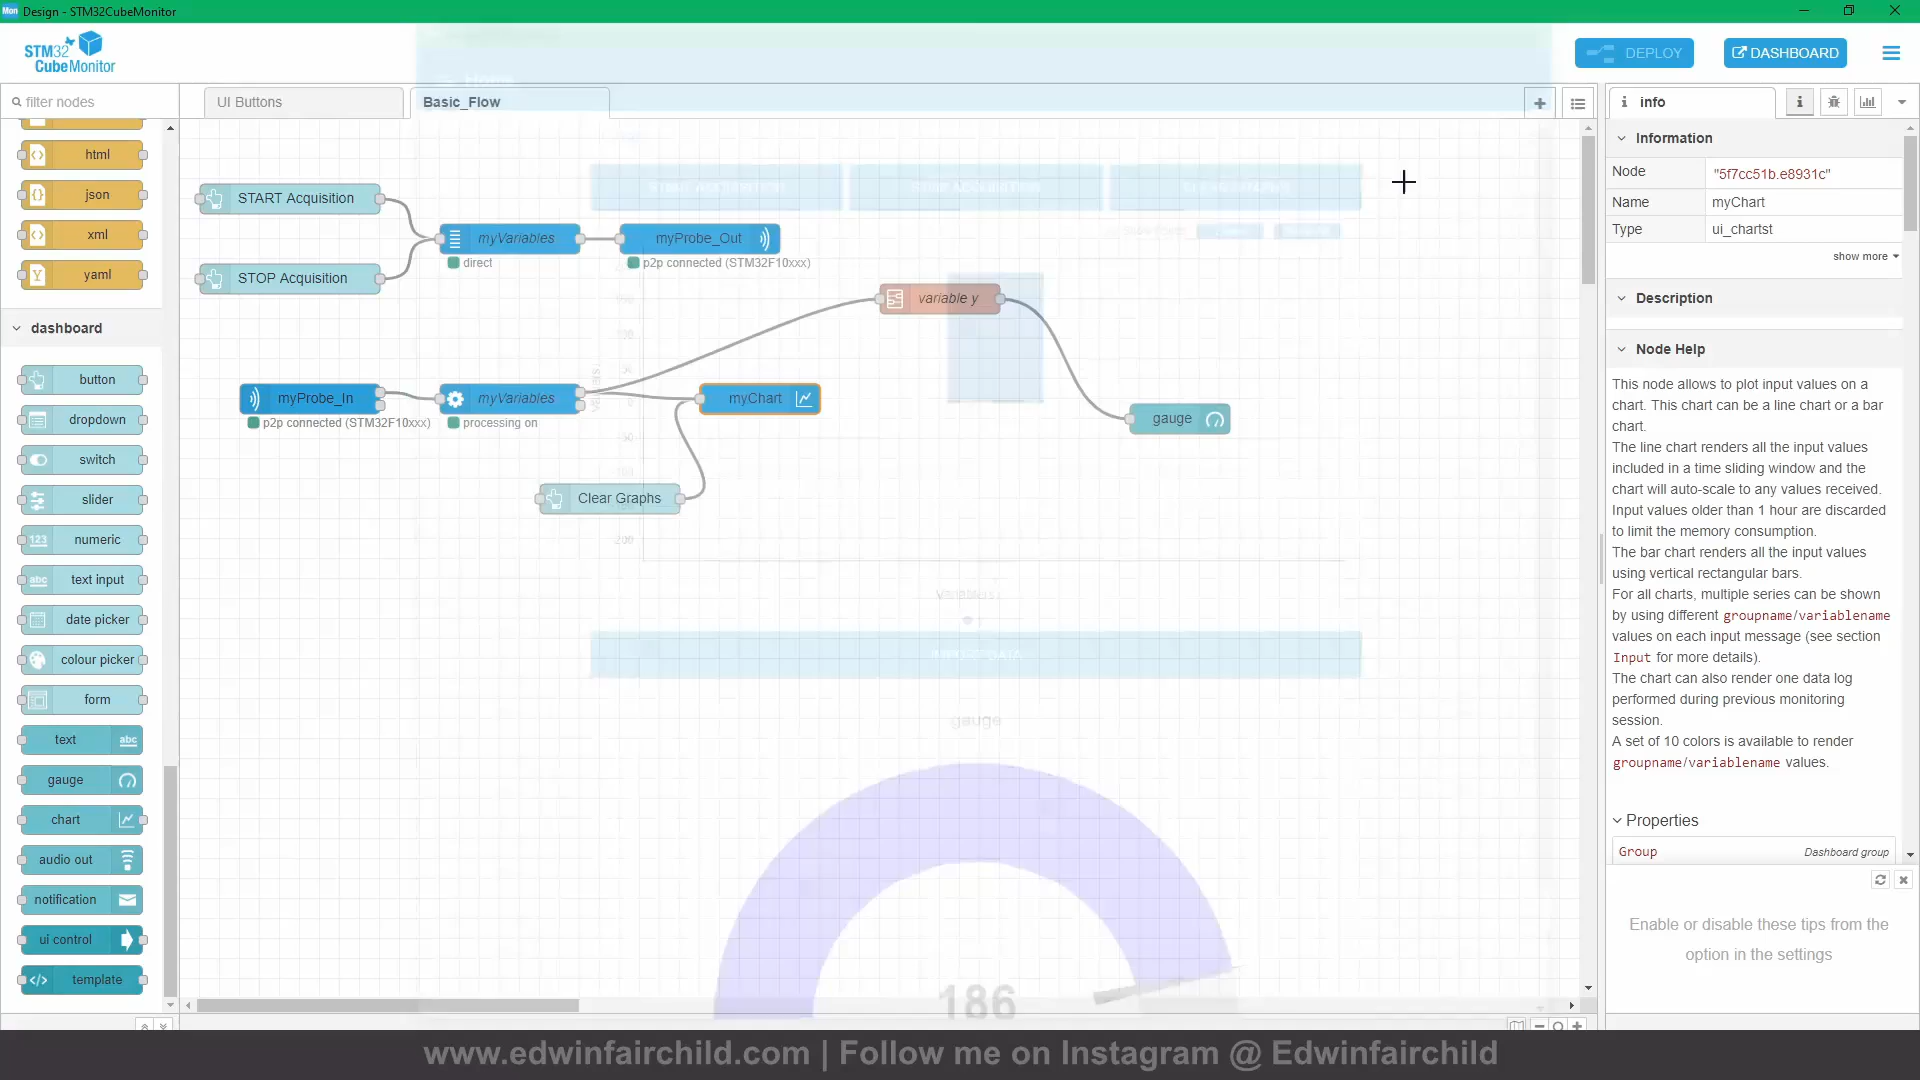 Mon Design - STM32CubeMonitor
STM32
CubeMonitor
DEPLOY
DASHBOARD
filter nodes
UI Buttons
Basic_Flow
info
Information
Node "5f7cc51b.e8931c"
Name myChart
Type ui_chartst
show more
Description
Node Help
This node allows to plot input values on a
chart. This chart can be a line chart or a bar
chart.
The line chart renders all the input values
included in a time sliding window and the
chart will auto-scale to any values received.
Input values older than 1 hour are discarded
to limit the memory consumption.
The bar chart renders all the input values
using vertical rectangular bars.
For all charts, multiple series can be shown
by using different groupname/variablename
values on each input message (see section
Input for more details).
The chart can also render one data log
performed during previous monitoring
session.
A set of 10 colors is available to render
groupname/variablename values.
Properties
Group Dashboard group
Enable or disable these tips from the
option in the settings
html
json
xml
yaml
dashboard
button
dropdown
switch
slider
123 numeric
abc text input
date picker
colour picker
form
text abc
gauge
chart
audio out
notification
ui control
template
START Acquisition
STOP Acquisition
myVariables
direct
myProbe_Out
p2p connected (STM32F10xxx)
variable y
myProbe_In
p2p connected (STM32F10xxx)
myVariables
processing on
myChart
gauge
Clear Graphs
200
gauge
186
www.edwinfairchild.com | Follow me on Instagram @ Edwinfairchild